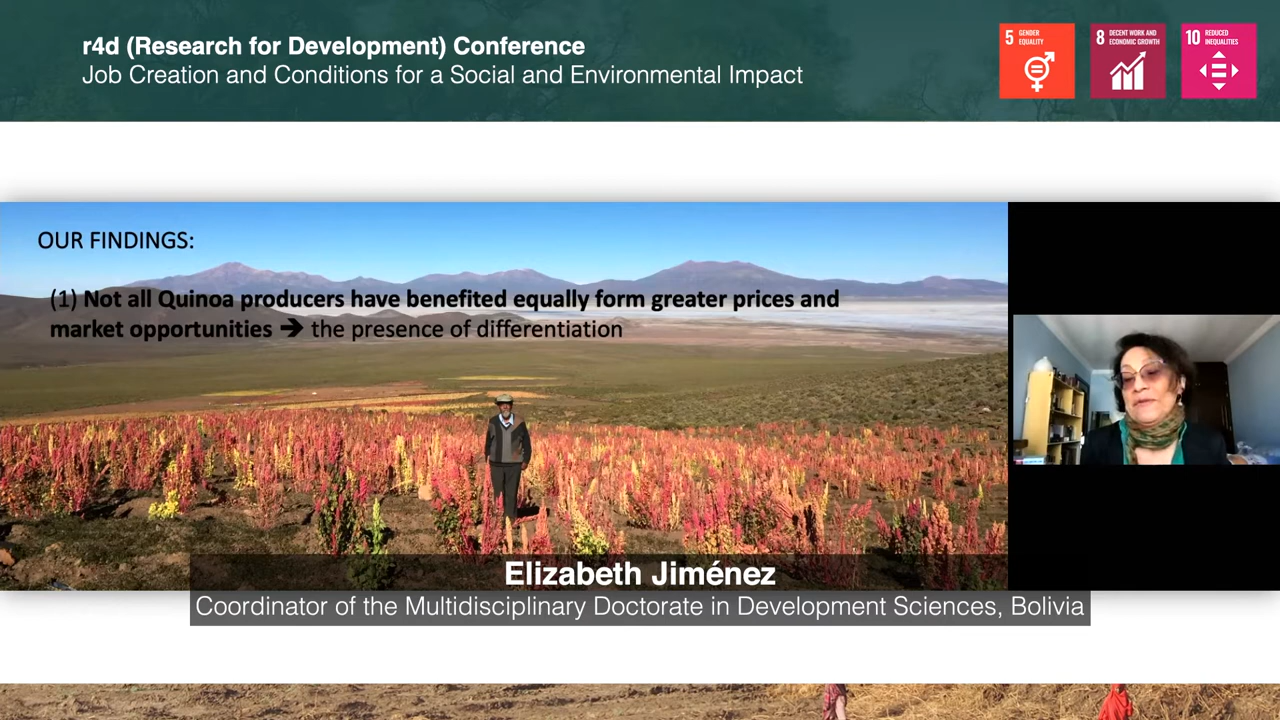 r4d (Research for Development) Conference
Job Creation and Conditions for a Social and Environmental Impact
5 GENDER
EQUALITY
8 DECENT WORK AND
ECONOMIC GROWTH
10 REDUCED
INEQUALITIES
OUR FINDINGS:
(1) Not all Quinoa producers have benefited equally form greater prices and
market opportunities ➔ the presence of differentiation
Elizabeth Jiménez
Coordinator of the Multidisciplinary Doctorate in Development Sciences, Bolivia